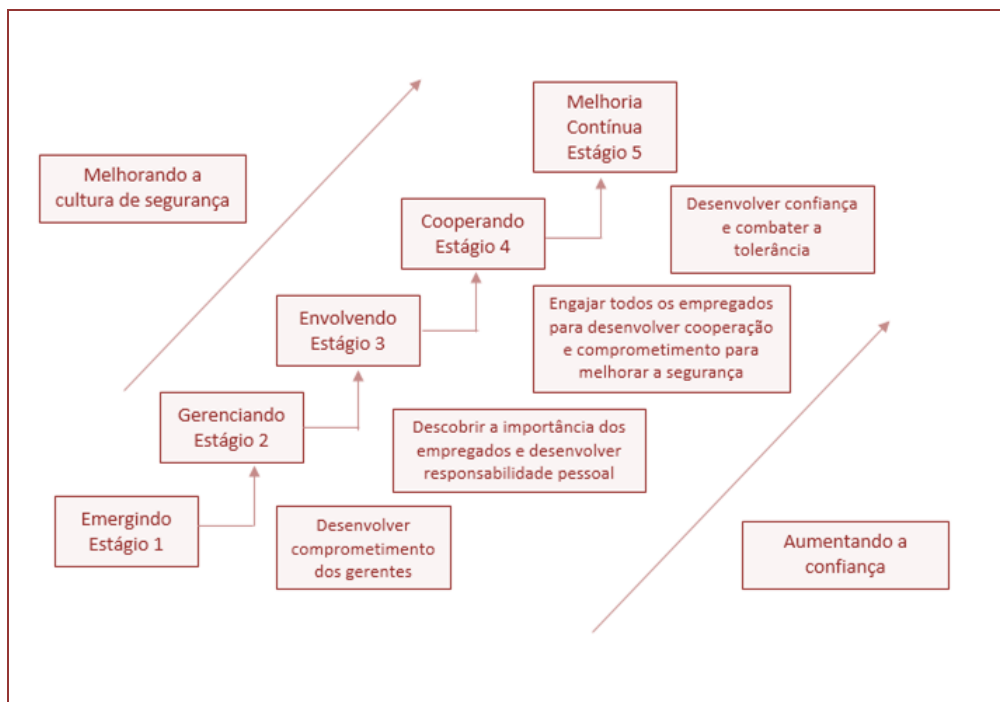 Melhoria
Contínua
Estágio 5
Melhorando a
cultura de segurança
Desenvolver confiança
e combater a
tolerância
Cooperando
Estágio 4
Engajar todos os empregados
para desenvolver cooperação
e comprometimento para
melhorar a segurança
Envolvendo
Estágio 3
Gerenciando
Estágio 2
Descobrir a importância dos
empregados e desenvolver
responsabilidade pessoal
Emergindo
Estágio 1
Desenvolver
comprometimento
dos gerentes
Aumentando a
confiança